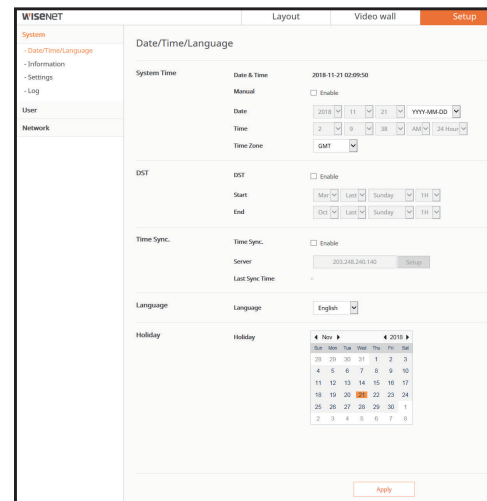 WISENET
Layout Video wall Setup
System
- Date/Time/Language
- Information
- Settings
- Log
User
Network
Date/Time/Language
System Time
Date & Time 2018-11-21 02:09:50
Manual Enable
Date 2018 11 21 YYYY-MM-DD
Time 2 9 38 AM 24 Hour
Time Zone GMT
DST
DST Enable
Start Mar Last Sunday 1H
End Oct Last Sunday 1H
Time Sync.
Time Sync. Enable
Server 203.248.240.140 Setup
Last Sync Time -
Language
Language English
Holiday
Holiday Nov 2018
Sun Mon Tue Wed Thu Fri Sat
28 29 30 31 1 2 3
4 5 6 7 8 9 10
11 12 13 14 15 16 17
18 19 20 21 22 23 24
25 26 27 28 29 30 1
2 3 4 5 6 7 8
Apply